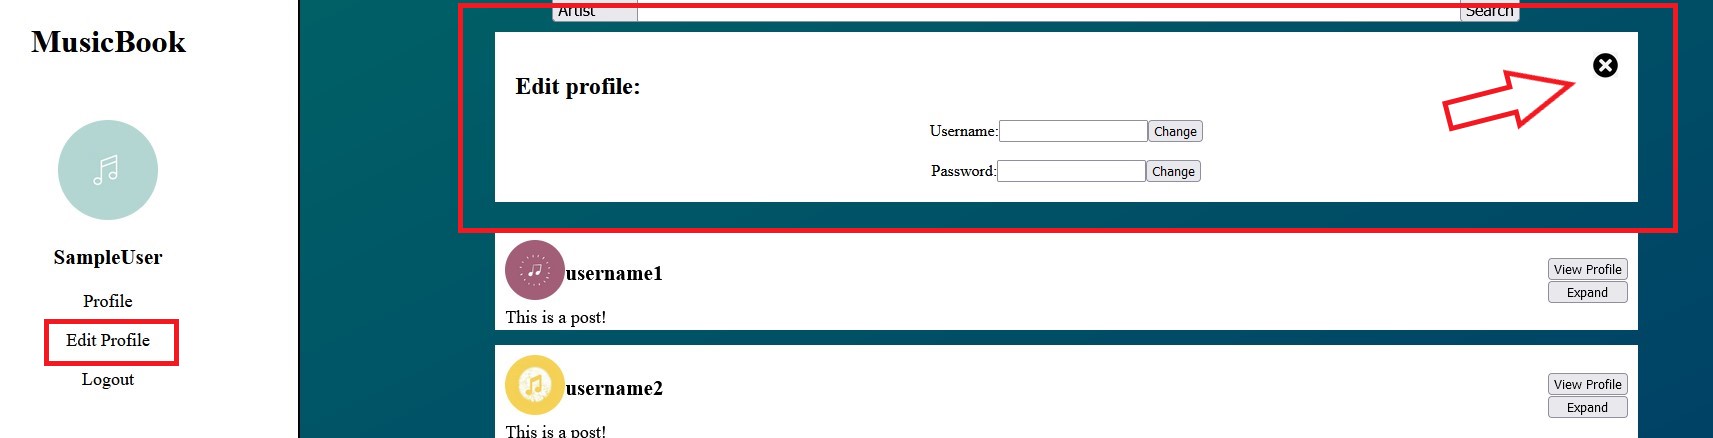 MusicBook
SampleUser
Profile
Edit Profile
Logout
Artist Search
Edit profile:
Username: Change
Password: Change
username1
View Profile
Expand
This is a post!
username2
View Profile
Expand
This is a post!